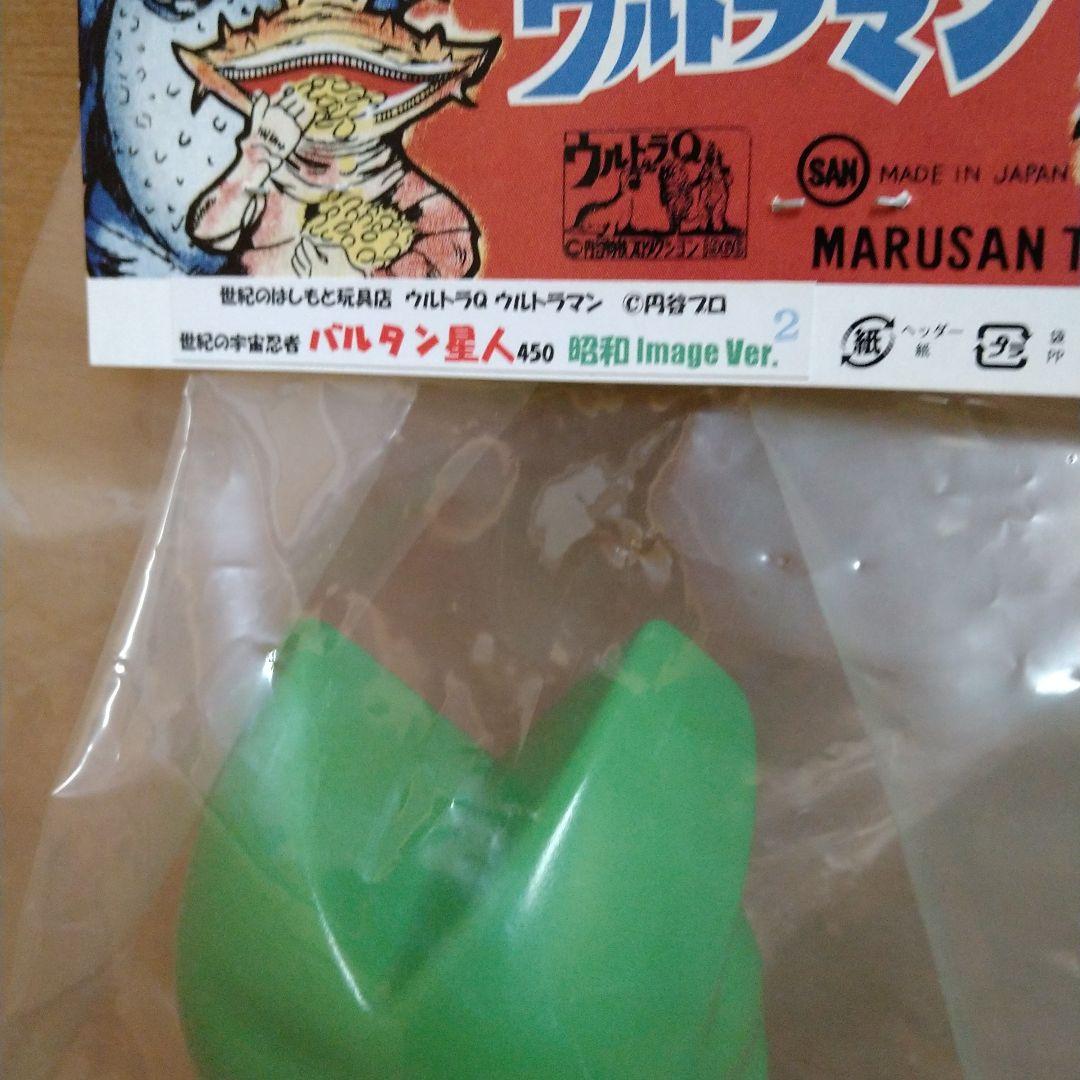 ウルトラマン
ウルトラQ
SAN MADE IN JAPAN
MARUSAN T
世紀のはしもと玩具店 ウルトラQ ウルトラマン ©円谷プロ
世紀の宇宙忍者 バルタン星人450 昭和 Image Ver. 2
紙 ヘッダー 紙
プラ 袋 PP